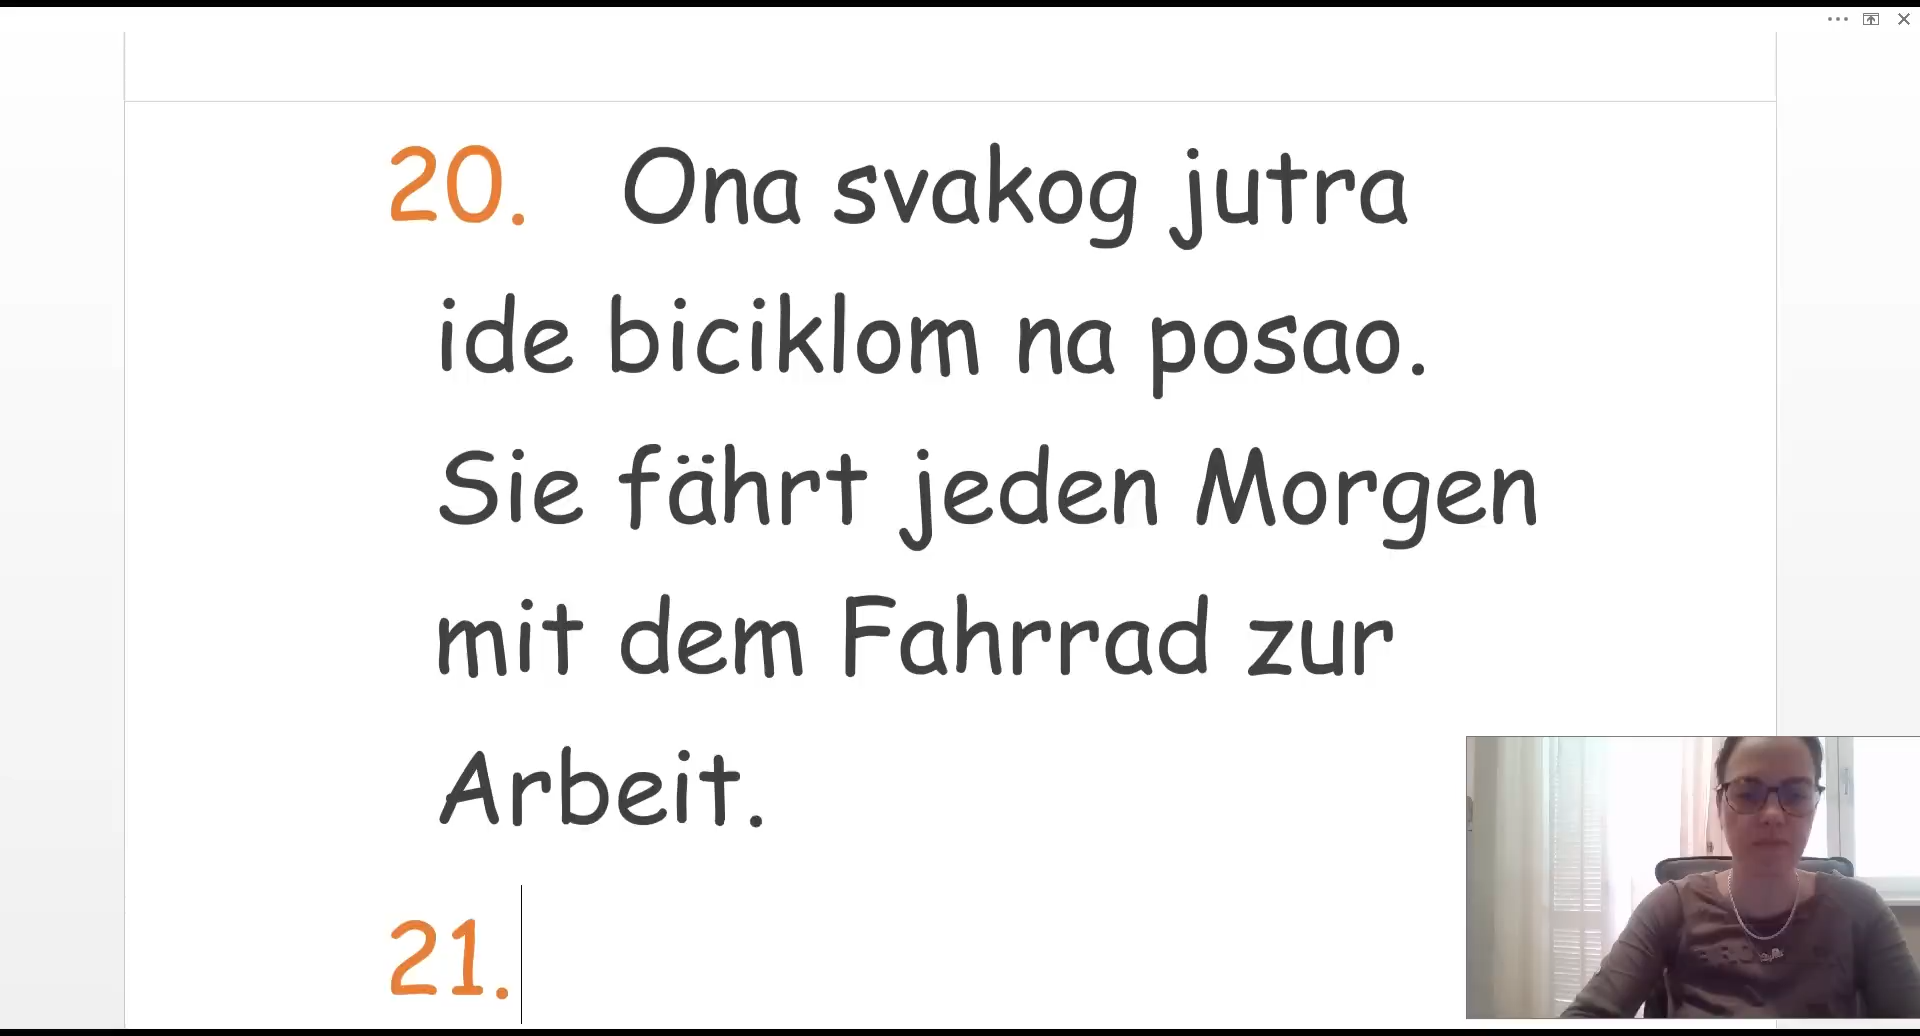 20. Ona svakog jutra
ide biciklom na posao.
Sie fährt jeden Morgen
mit dem Fahrrad zur
Arbeit.
21.